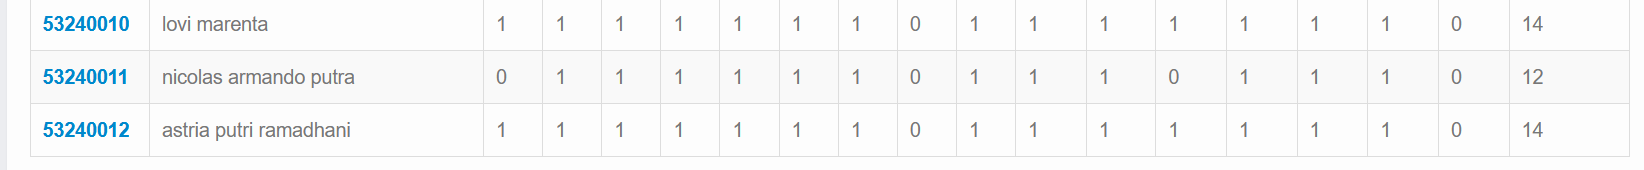 53240010 lovi marenta 1 1 1 1 1 1 1 0 1 1 1 1 1 1 1 0 14
53240011 nicolas armando putra 0 1 1 1 1 1 1 0 1 1 1 0 1 1 1 0 12
53240012 astria putri ramadhani 1 1 1 1 1 1 1 0 1 1 1 1 1 1 1 0 14